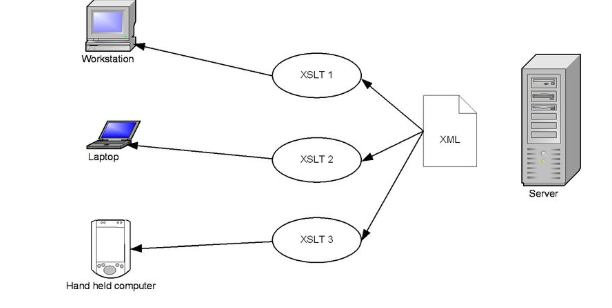 Workstation
XSLT 1
XML
Laptop
XSLT 2
Server
XSLT 3
Hand held computer